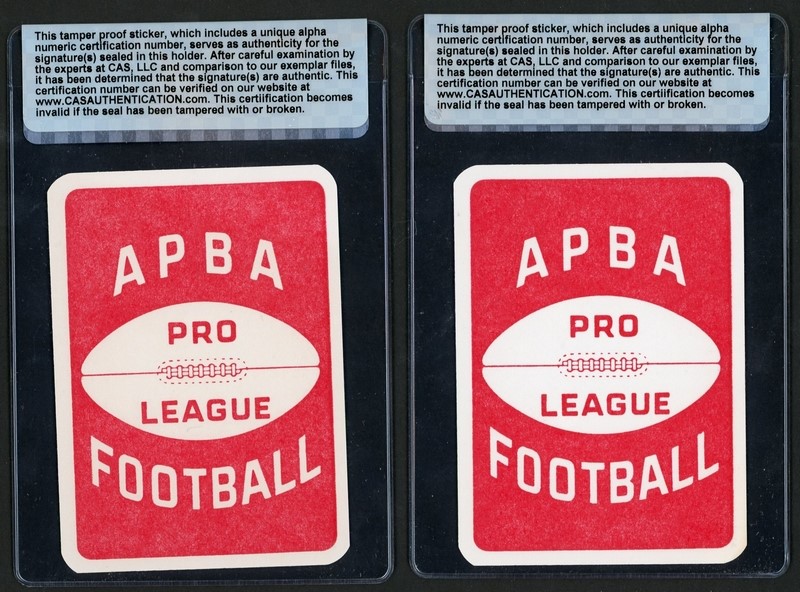 This tamper proof sticker, which includes a unique alpha
numeric certification number, serves as authenticity for the
signature(s) sealed in this holder. After careful examination by
the experts at CAS, LLC and comparison to our exemplar files,
it has been determined that the signature(s) are authentic. This
certification number can be verified on our website at
www.CASAUTHENTICATION.com. This certiification becomes
invalid if the seal has been tampered with or broken.
APBA
PRO
LEAGUE
FOOTBALL
This tamper proof sticker, which includes a unique alpha
numeric certification number, serves as authenticity for the
signature(s) sealed in this holder. After careful examination by
the experts at CAS, LLC and comparison to our exemplar files,
it has been determined that the signature(s) are authentic. This
certification number can be verified on our website at
www.CASAUTHENTICATION.com. This certiification becomes
invalid if the seal has been tampered with or broken.
APBA
PRO
LEAGUE
FOOTBALL